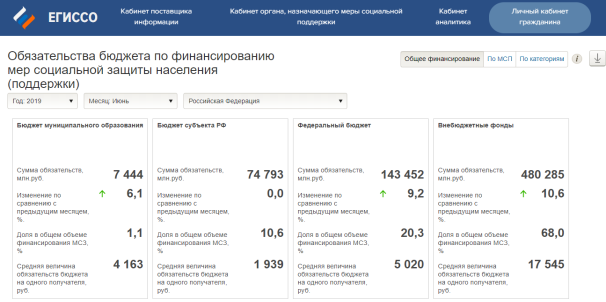 ЕГИССО
Кабинет поставщика
информации
Кабинет органа, назначающего меры социальной
поддержки
Кабинет
аналитика
Личный кабинет
гражданина
Обязательства бюджета по финансированию
мер социальной защиты населения
(поддержки)
Общее финансирование По МСП По категориям i
Год: 2019 Месяц: Июнь Российская Федерация
Бюджет муниципального образования
Сумма обязательств,
млн.руб.
7 444
Изменение по
сравнению с
предыдущим месяцем,
%.
6,1
Доля в общем объеме
финансирования МСЗ,
%.
1,1
Средняя величина
обязательств бюджета
на одного получателя,
руб.
4 163
Бюджет субъекта РФ
Сумма обязательств,
млн.руб.
74 793
Изменение по
сравнению с
предыдущим месяцем,
%.
0,0
Доля в общем объеме
финансирования МСЗ,
%.
10,6
Средняя величина
обязательств бюджета
на одного получателя,
руб.
1 939
Федеральный бюджет
Сумма обязательств,
млн.руб.
143 452
Изменение по
сравнению с
предыдущим месяцем,
%.
9,2
Доля в общем объеме
финансирования МСЗ,
%.
20,3
Средняя величина
обязательств бюджета
на одного получателя,
руб.
5 020
Внебюджетные фонды
Сумма обязательств,
млн.руб.
480 285
Изменение по
сравнению с
предыдущим месяцем,
%.
10,6
Доля в общем объеме
финансирования МСЗ,
%.
68,0
Средняя величина
обязательств бюджета
на одного получателя,
руб.
17 545